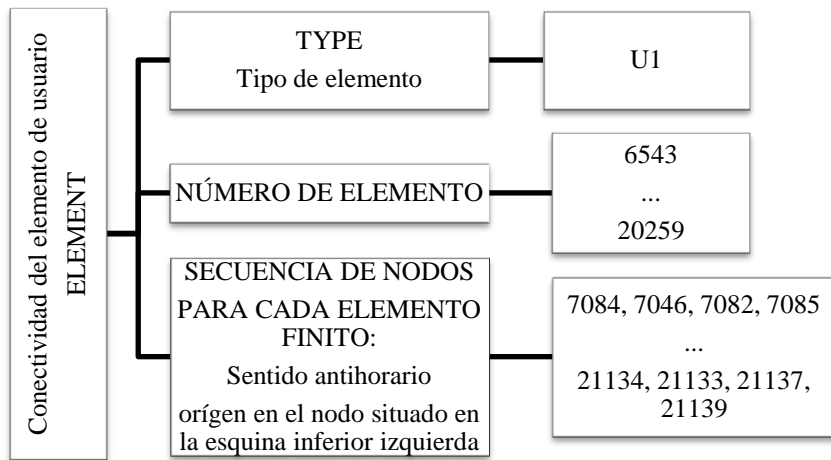 Conectividad del elemento de usuario
ELEMENT
TYPE
Tipo de elemento
U1
NÚMERO DE ELEMENTO
6543
...
20259
SECUENCIA DE NODOS
PARA CADA ELEMENTO
FINITO:
Sentido antihorario
orígen en el nodo situado en
la esquina inferior izquierda
7084, 7046, 7082, 7085
...
21134, 21133, 21137,
21139